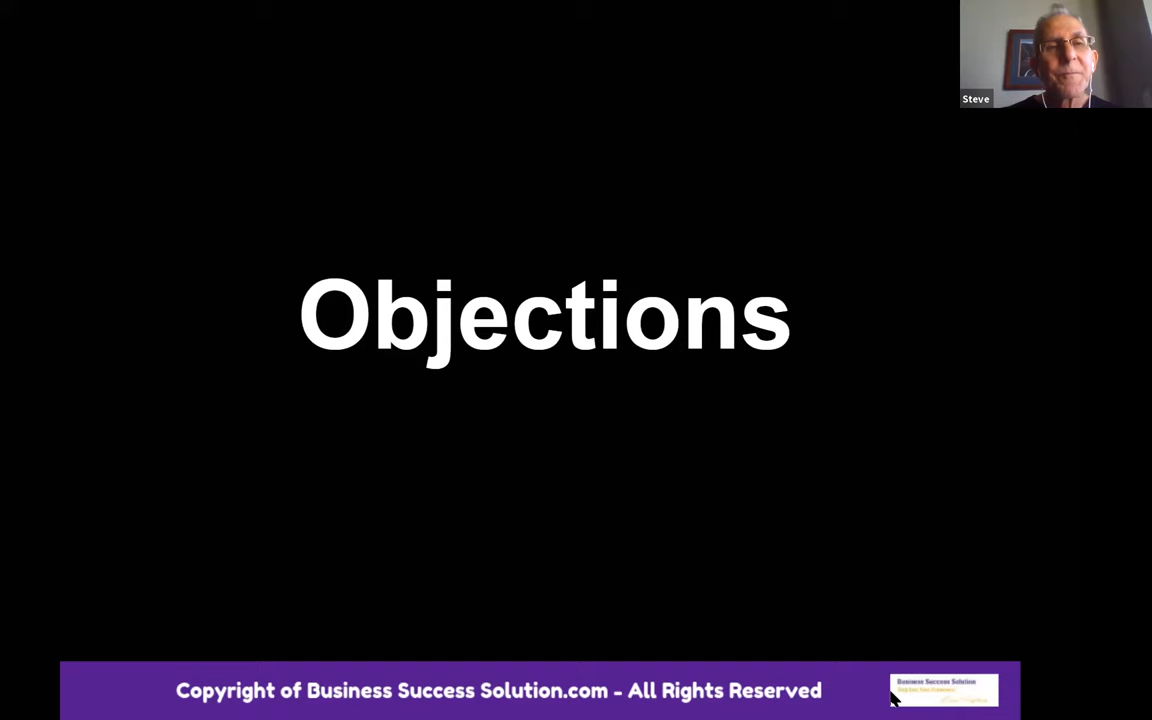 Steve
Objections
Copyright of Business Success Solution.com - All Rights Reserved
Business Success Solution